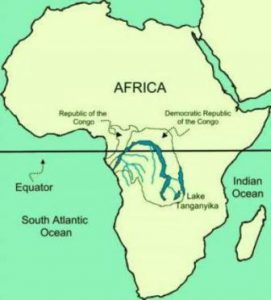 AFRICA
Republic of the
Congo
Democratic Republic
of the Congo
Equator
Lake
Tanganyika
Indian
Ocean
South Atlantic
Ocean